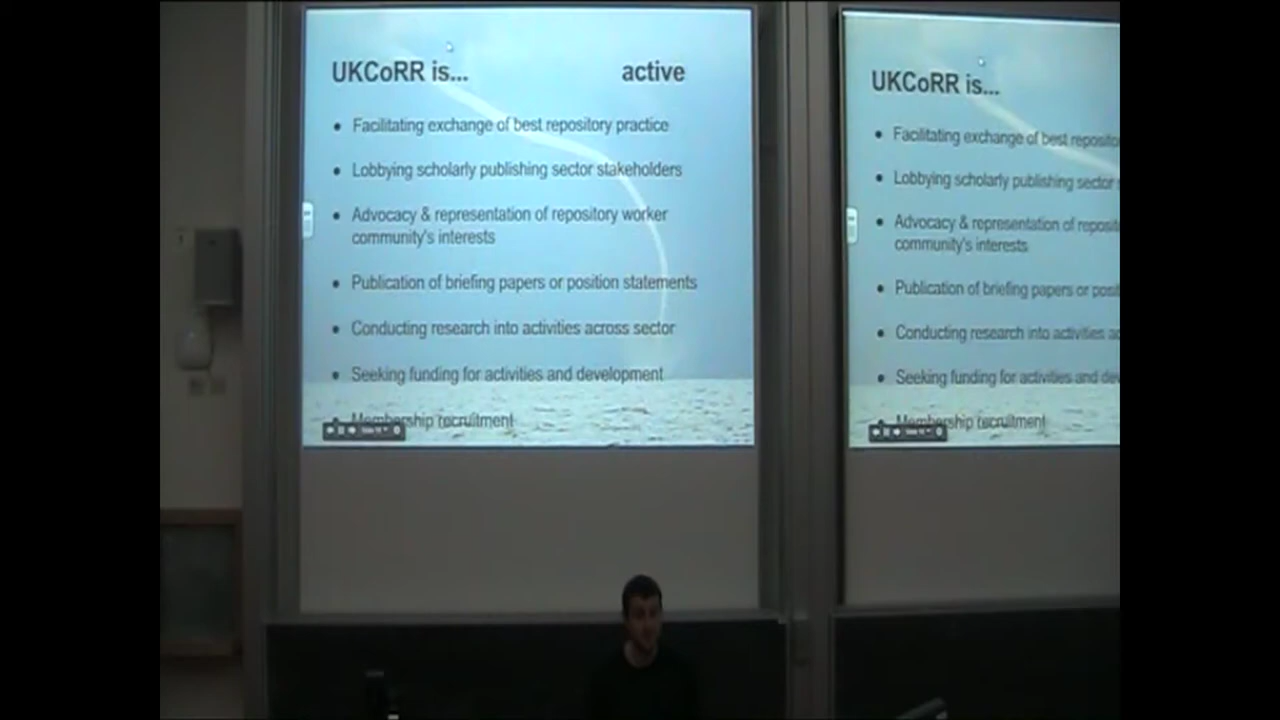 UKCoRR is... active
• Facilitating exchange of best repository practice
• Lobbying scholarly publishing sector stakeholders
• Advocacy & representation of repository worker
community's interests
• Publication of briefing papers or position statements
• Conducting research into activities across sector
• Seeking funding for activities and development
• Membership recruitment
UKCoRR is...
• Facilitating exchange of best reposito
• Lobbying scholarly publishing sector
• Advocacy & representation of reposit
community's interests
• Publication of briefing papers or posit
• Conducting research into activities ac
• Seeking funding for activities and dev
• Membership recruitment